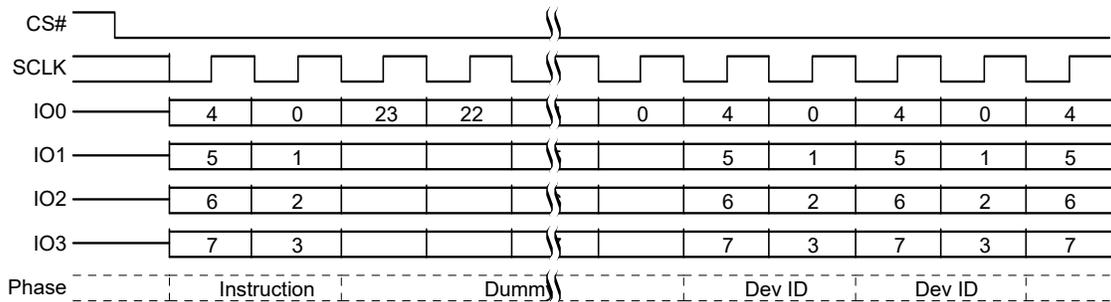 CS#
SCLK
IO0 4 0 23 22 0 4 0 4 0 4
IO1 5 1 5 1 5 1 5
IO2 6 2 6 2 6 2 6
IO3 7 3 7 3 7 3 7
Phase Instruction Dumm Dev ID Dev ID